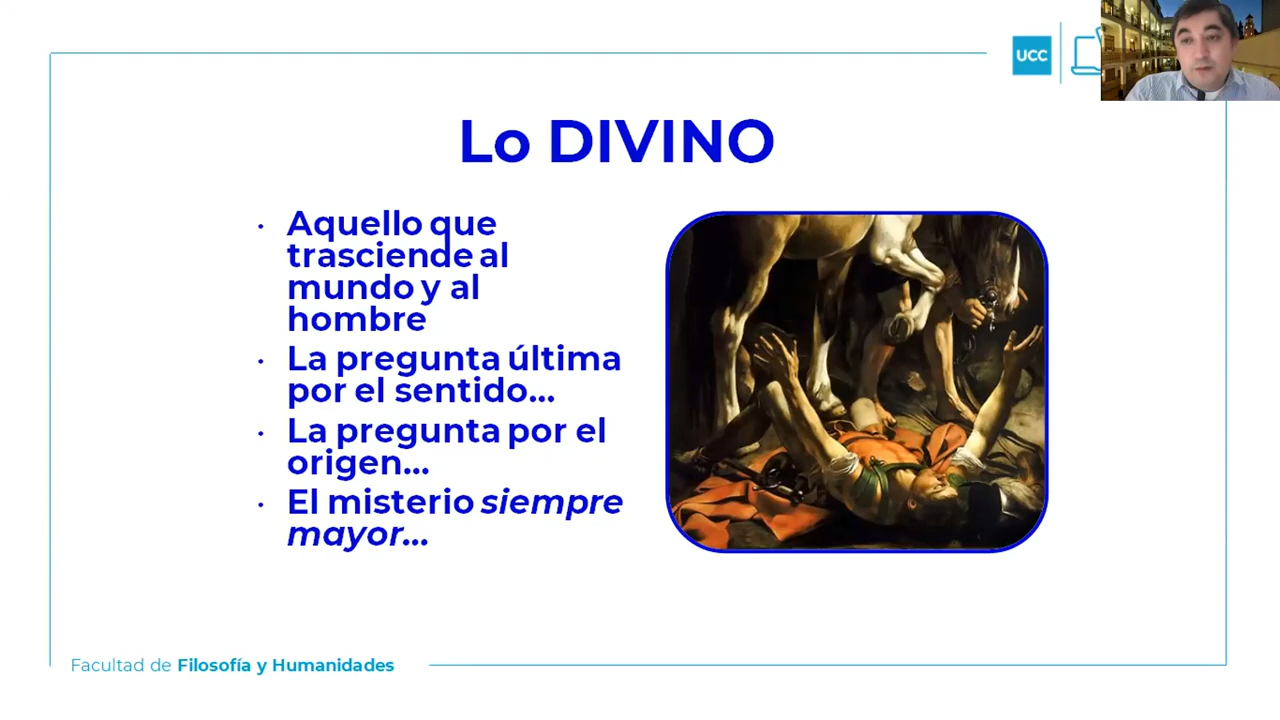 UCC
Lo DIVINO
· Aquello que
trasciende al
mundo y al
hombre
· La pregunta última
por el sentido...
· La pregunta por el
origen...
· El misterio siempre
mayor...
Facultad de Filosofía y Humanidades